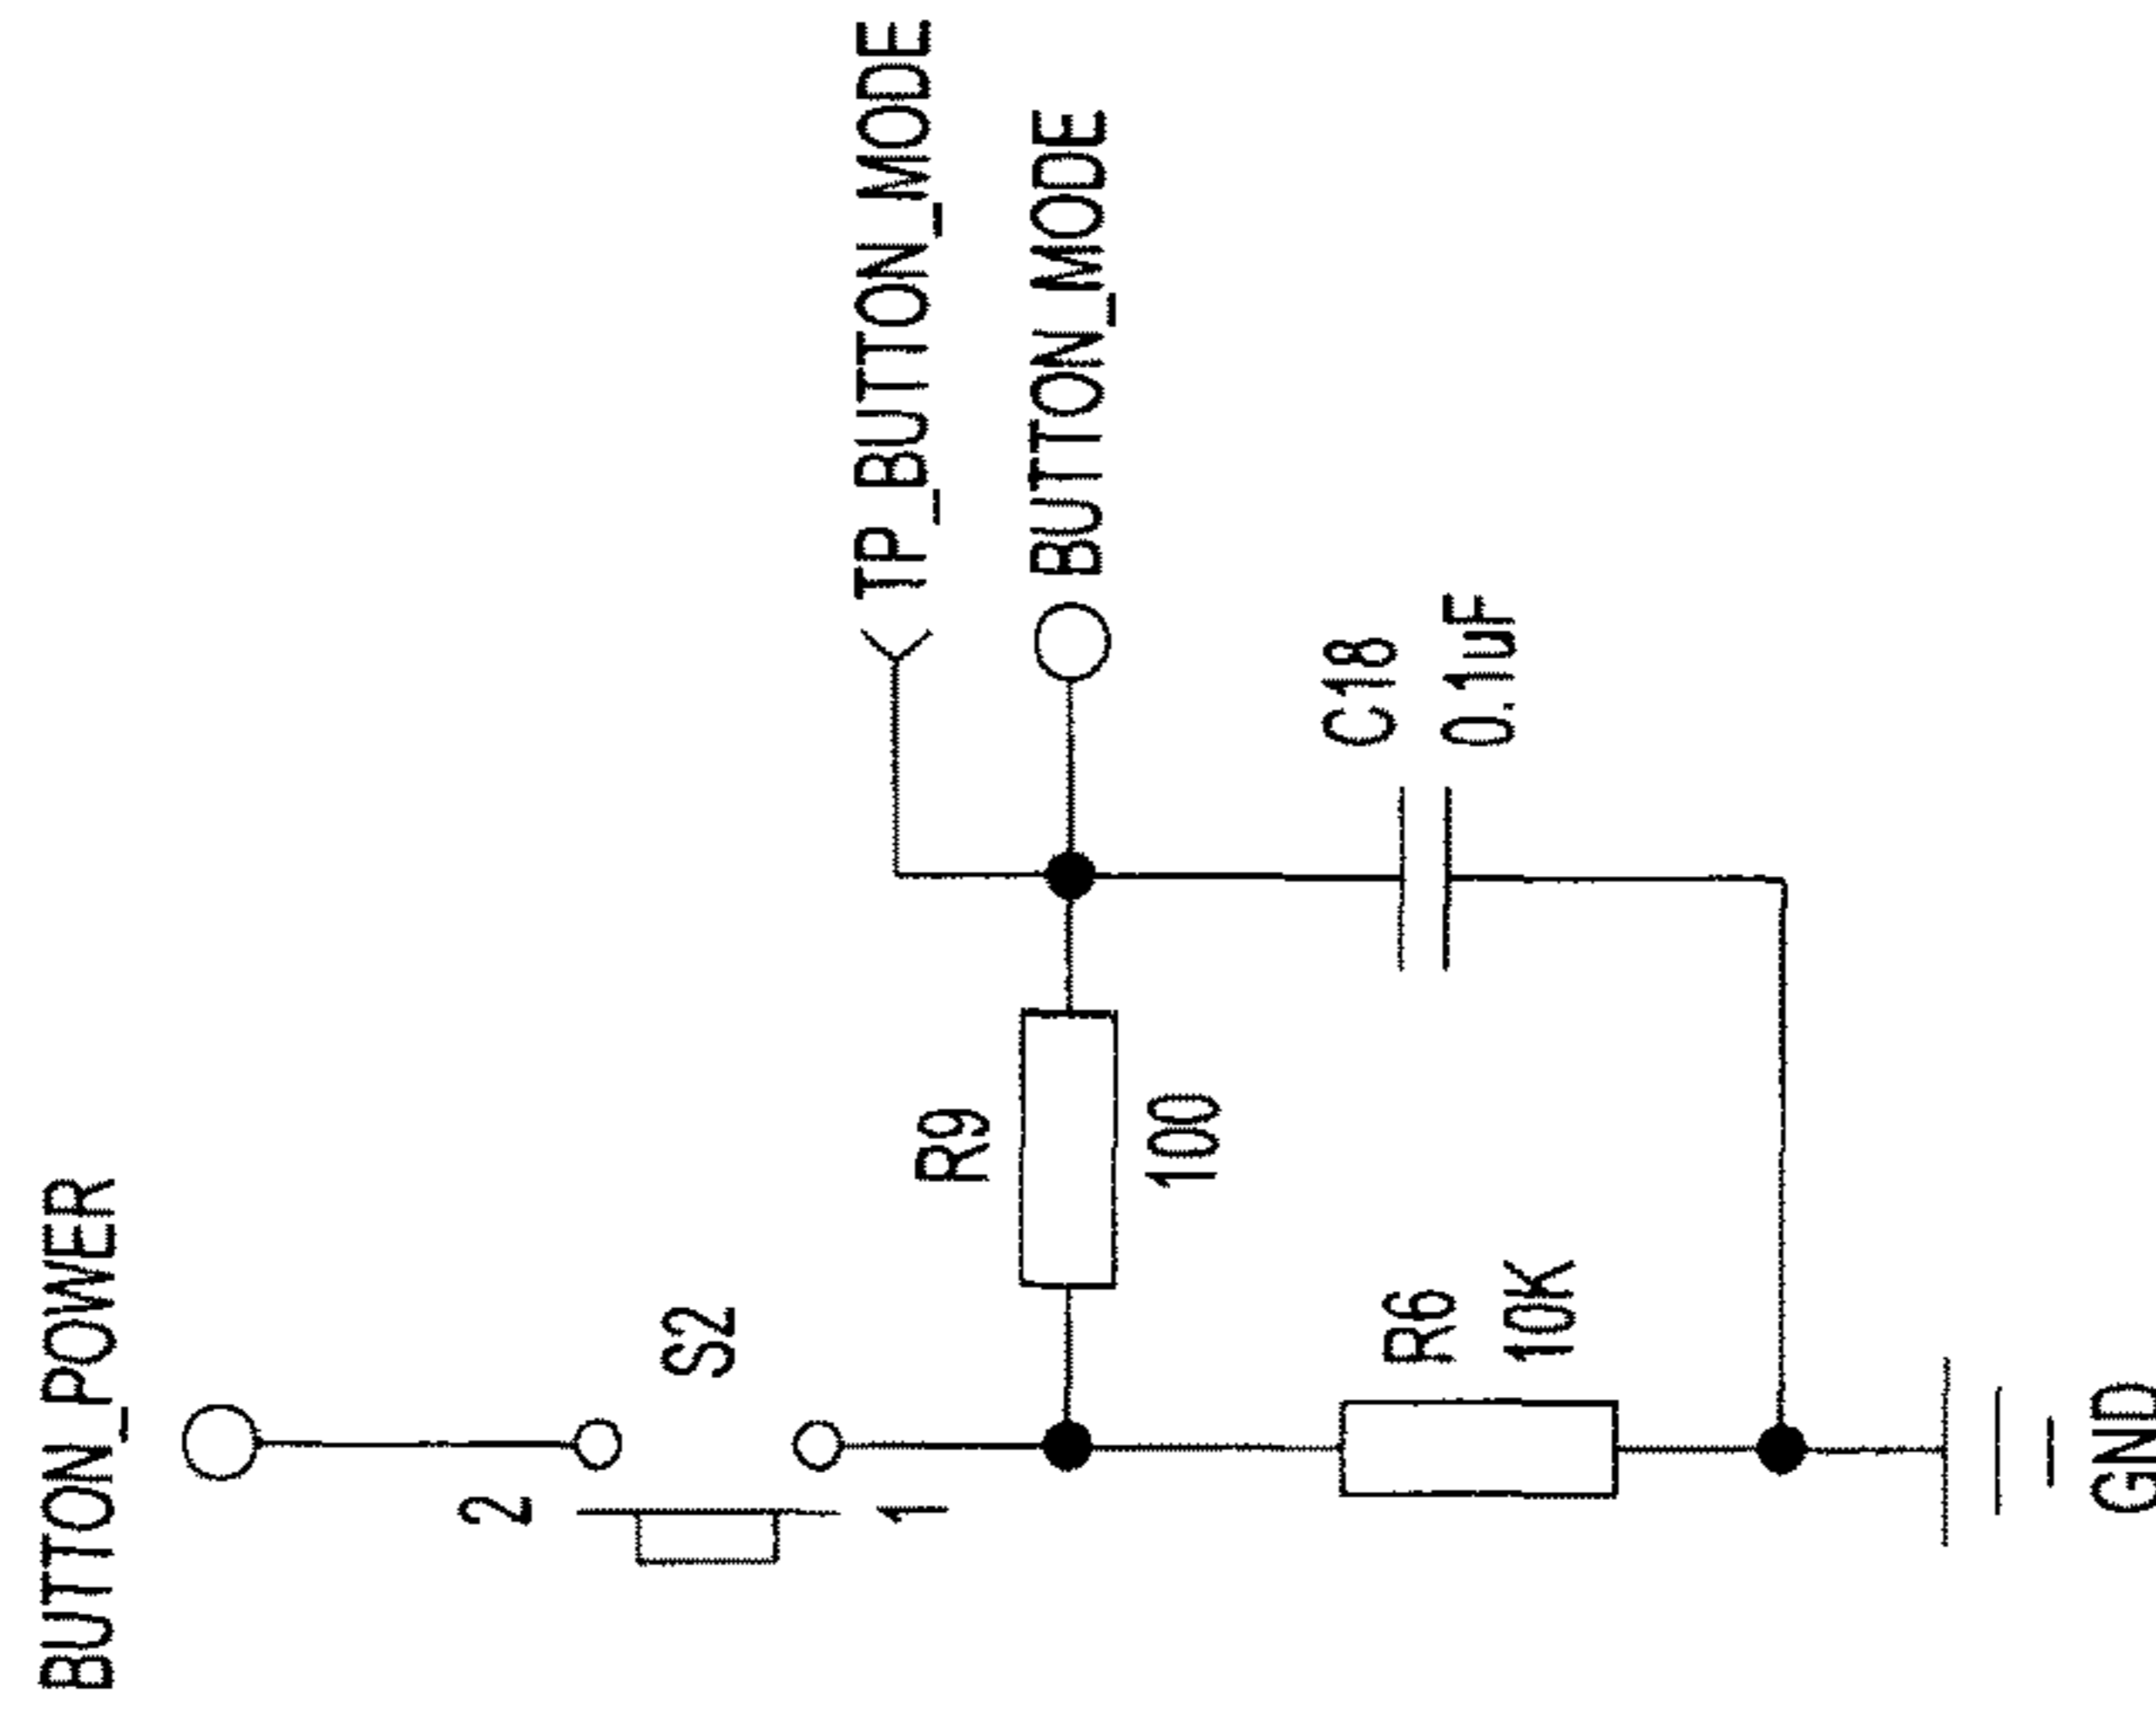 BUTTON_POWER
2
S2
1
R9
100
TP_BUTTON_MODE
BUTTON_MODE
R6
10K
C18
0.1uF
GND